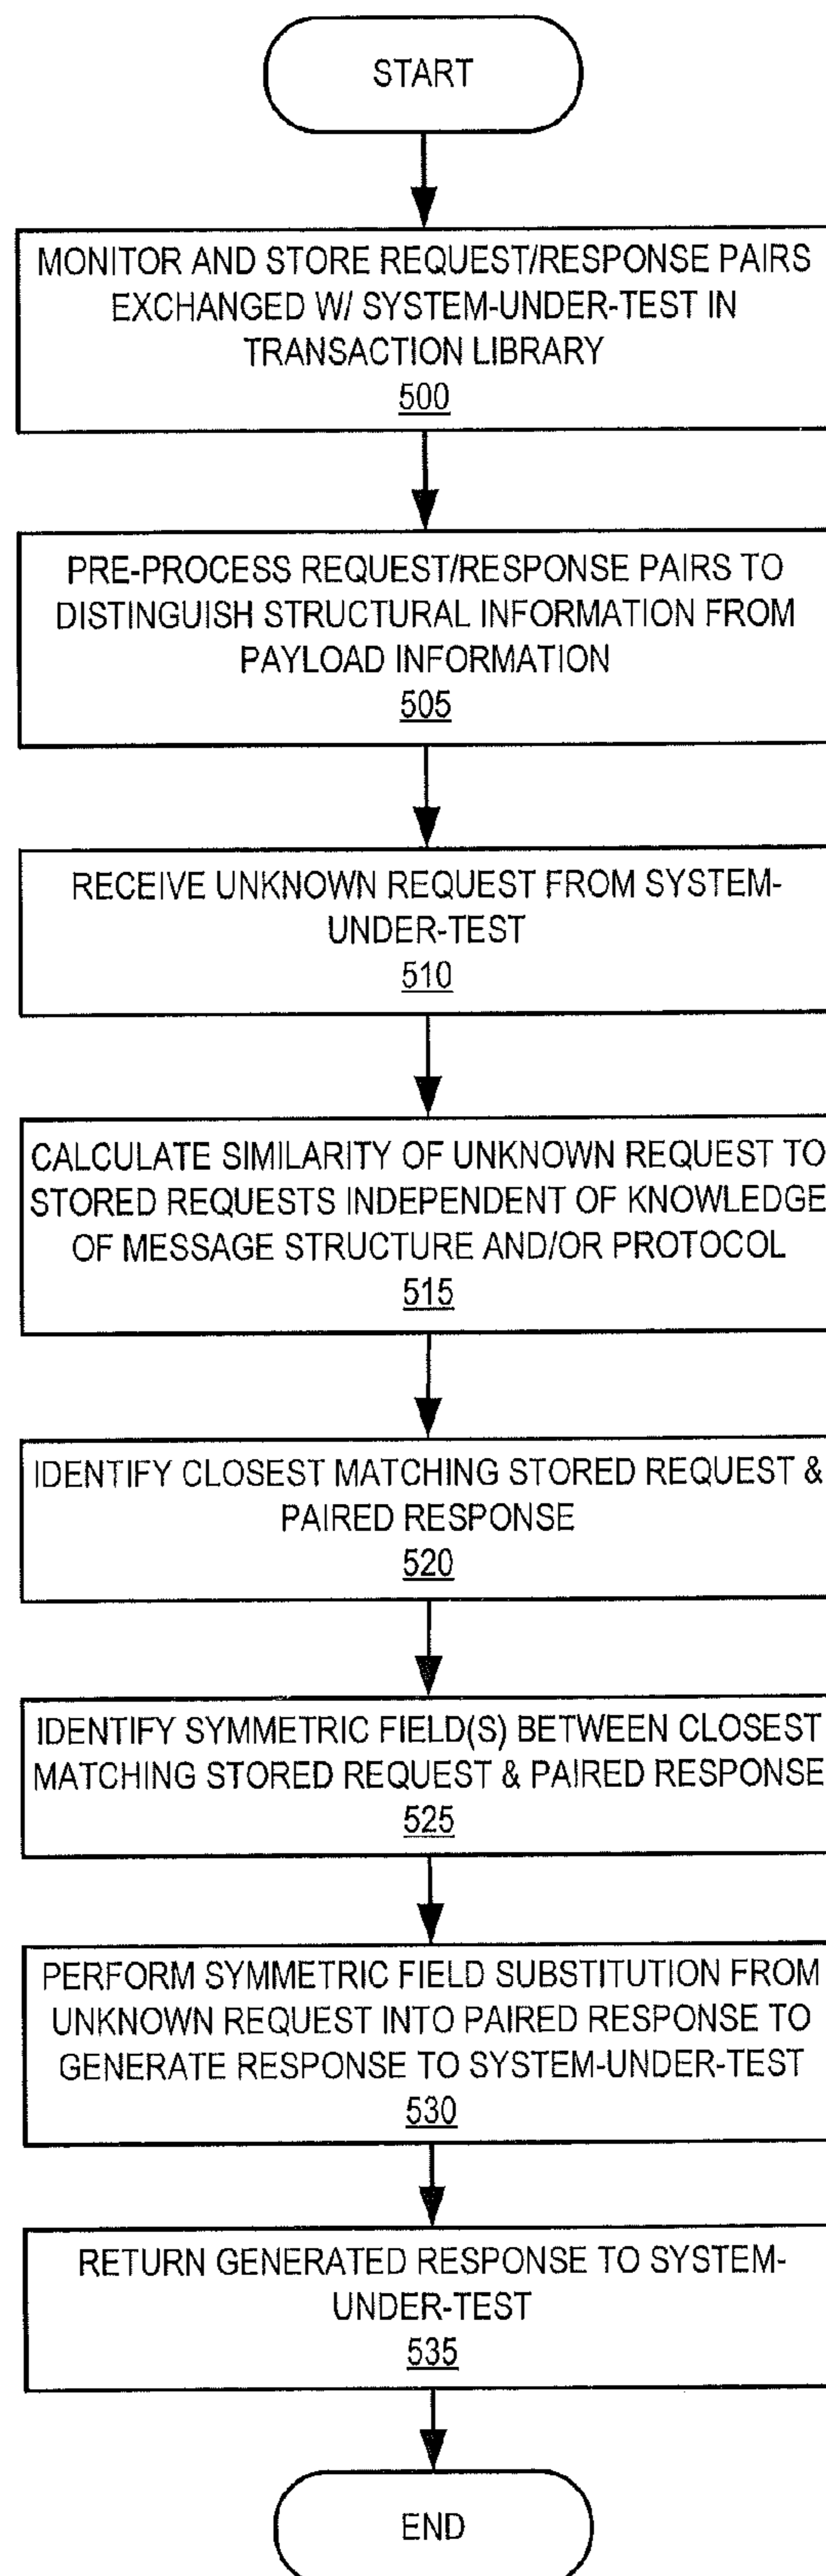 START
MONITOR AND STORE REQUEST/RESPONSE PAIRS
EXCHANGED W/ SYSTEM-UNDER-TEST IN
TRANSACTION LIBRARY
500
PRE-PROCESS REQUEST/RESPONSE PAIRS TO
DISTINGUISH STRUCTURAL INFORMATION FROM
PAYLOAD INFORMATION
505
RECEIVE UNKNOWN REQUEST FROM SYSTEM-
UNDER-TEST
510
CALCULATE SIMILARITY OF UNKNOWN REQUEST TO
STORED REQUESTS INDEPENDENT OF KNOWLEDGE
OF MESSAGE STRUCTURE AND/OR PROTOCOL
515
IDENTIFY CLOSEST MATCHING STORED REQUEST &
PAIRED RESPONSE
520
IDENTIFY SYMMETRIC FIELD(S) BETWEEN CLOSEST
MATCHING STORED REQUEST & PAIRED RESPONSE
525
PERFORM SYMMETRIC FIELD SUBSTITUTION FROM
UNKNOWN REQUEST INTO PAIRED RESPONSE TO
GENERATE RESPONSE TO SYSTEM-UNDER-TEST
530
RETURN GENERATED RESPONSE TO SYSTEM-
UNDER-TEST
535
END